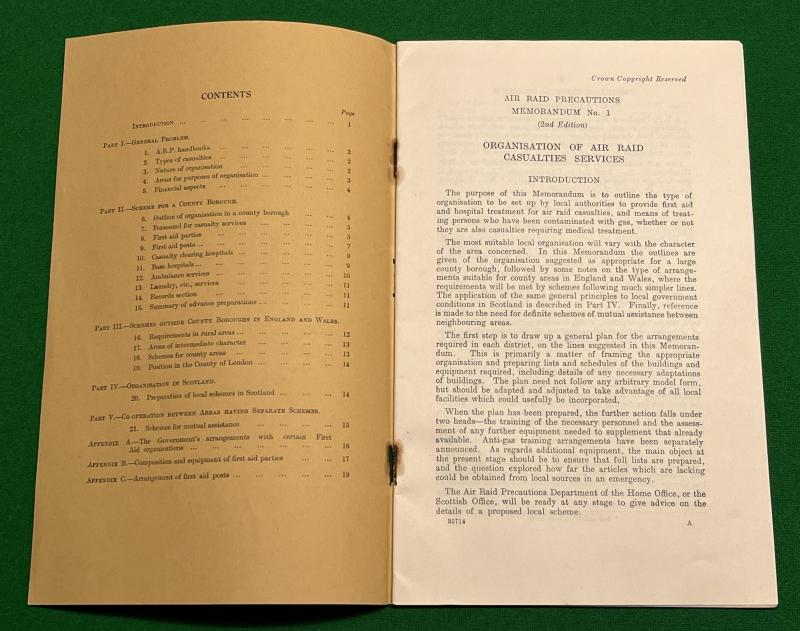 CONTENTS
Page
INTRODUCTION ... ... ... ... ... ... ... ... 1
PART I.—GENERAL PROBLEM.
1. A.R.P. handbooks ... ... ... ... ... 2
2. Types of casualties ... ... ... ... ... 2
3. Nature of organisation ... ... ... ... 2
4. Areas for purposes of organisation ... ... ... 3
5. Financial aspects ... ... ... ... ... 4
PART II.—SCHEME FOR A COUNTY BOROUGH.
6. Outline of organisation in a county borough ... ... 4
7. Personnel for casualty services ... ... ... 5
8. First aid parties ... ... ... ... ... 5
9. First aid posts ... ... ... ... ... 7
10. Casualty clearing hospitals ... ... ... ... 9
11. Base hospitals ... ... ... ... ... 9
12. Ambulance services ... ... ... ... ... 10
13. Laundry, etc., services ... ... ... ... 11
14. Records section ... ... ... ... ... 11
15. Summary of advance preparations ... ... ... 11
PART III.—SCHEMES OUTSIDE COUNTY BOROUGHS IN ENGLAND AND WALES.
16. Requirements in rural areas ... ... ... ... 12
17. Areas of intermediate character ... ... ... 13
18. Schemes for county areas ... ... ... ... 13
19. Position in the County of London ... ... ... 14
PART IV.—ORGANISATION IN SCOTLAND.
20. Preparation of local schemes in Scotland ... ... ... 14
PART V.—CO-OPERATION BETWEEN AREAS HAVING SEPARATE SCHEMES.
21. Schemes for mutual assistance ... ... ... ... 15
APPENDIX A.—The Government's arrangements with certain First
Aid organisations ... ... ... ... ... ... 16
APPENDIX B.—Composition and equipment of first aid parties ... ... 17
APPENDIX C.—Arrangement of first aid posts ... ... ... ... 19
Crown Copyright Reserved
AIR RAID PRECAUTIONS
MEMORANDUM No. 1
(2nd Edition)
ORGANISATION OF AIR RAID
CASUALTIES SERVICES
INTRODUCTION
The purpose of this Memorandum is to outline the type of
organisation to be set up by local authorities to provide first aid
and hospital treatment for air raid casualties, and means of treat-
ing persons who have been contaminated with gas, whether or not
they are also casualties requiring medical treatment.
The most suitable local organisation will vary with the character
of the area concerned. In this Memorandum the outlines are
given of the organisation suggested as appropriate for a large
county borough, followed by some notes on the type of arrange-
ments suitable for county areas in England and Wales, where the
requirements will be met by schemes following much simpler lines.
The application of the same general principles to local government
conditions in Scotland is described in Part IV. Finally, reference
is made to the need for definite schemes of mutual assistance between
neighbouring areas.
The first step is to draw up a general plan for the arrangements
required in each district, on the lines suggested in this Memoran-
dum. This is primarily a matter of framing the appropriate
organisation and preparing lists and schedules of the buildings and
equipment required, including details of any necessary adaptations
of buildings. The plan need not follow any arbitrary model form,
but should be adapted and adjusted to take advantage of all local
facilities which could usefully be incorporated.
When the plan has been prepared, the further action falls under
two heads—the training of the necessary personnel and the assess-
ment of any further equipment needed to supplement that already
available. Anti-gas training arrangements have been separately
announced. As regards additional equipment, the main object at
the present stage should be to ensure that full lists are prepared,
and the question explored how far the articles which are lacking
could be obtained from local sources in an emergency.
The Air Raid Precautions Department of the Home Office, or the
Scottish Office, will be ready at any stage to give advice on the
details of a proposed local scheme.
35714 A